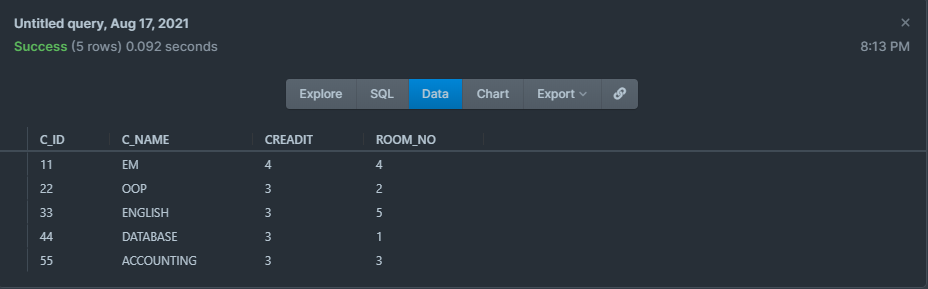 Untitled query, Aug 17, 2021
Success (5 rows) 0.092 seconds 8:13 PM
Explore SQL Data Chart Export
C_ID C_NAME CREADIT ROOM_NO
11 EM 4 4
22 OOP 3 2
33 ENGLISH 3 5
44 DATABASE 3 1
55 ACCOUNTING 3 3